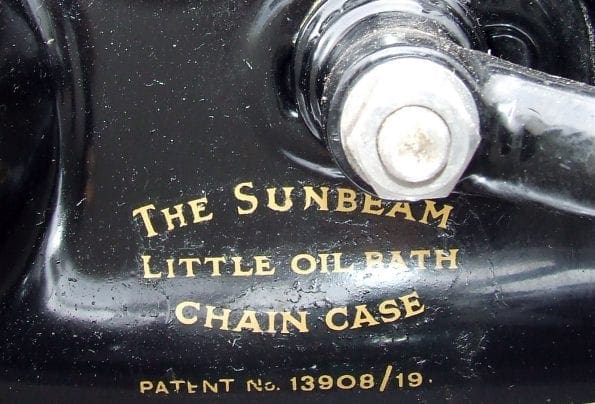 THE SUNBEAM
LITTLE OIL BATH
CHAIN CASE
PATENT No. 13908/19.